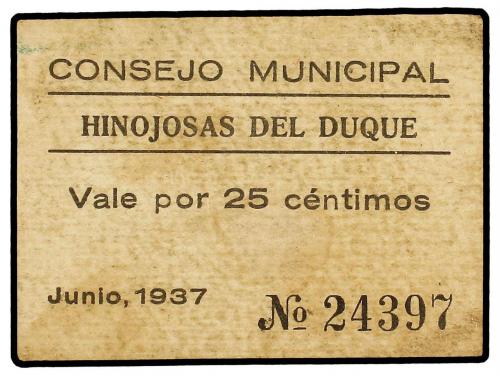 CONSEJO MUNICIPAL
HINOJOSAS DEL DUQUE
Vale por 25 céntimos
Junio, 1937
No 24397